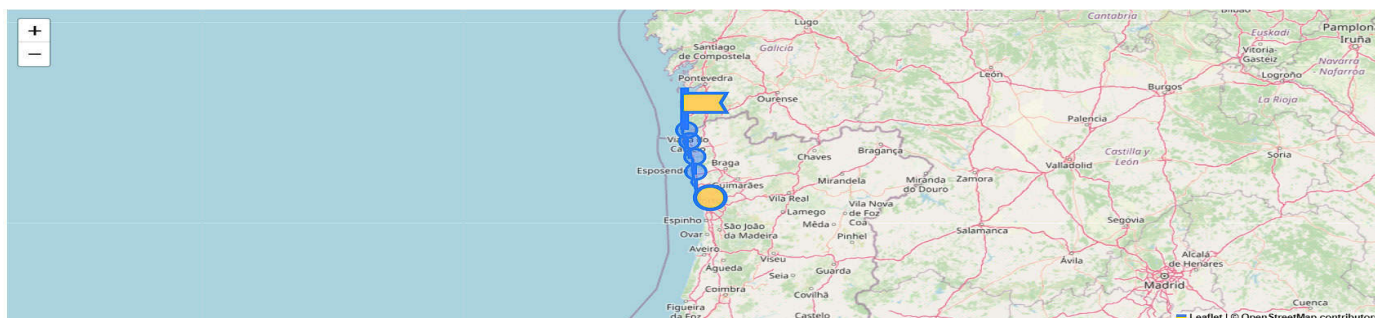 +
−
Lugo
Cantabria
Bilbao
Santiago
de Compostela
Galicia
Euskadi
Vitoria-
Gasteiz
Pamplona
Iruña
Pontevedra
León
Burgos
Logroño
Navarra
- Nafarroa
Ourense
La Rioja
Palencia
Bragança
Chaves
Castilla y
León
Soria
Braga
Valladolid
Esposende
Guimarães
Mirandela
Miranda
do Douro
Zamora
Vila Real
Lamego
Vila Nova
de Foz
Côa
Espinho
São João
da Madeira
Mêda
Pinhel
Salamanca
Segovia
Ovar
Aveiro
Viseu
Ávila
Alcalá
de Henares
Águeda
Seia
Guarda
Madrid
Coimbra
Covilhã
Cuenca
Figueira
da Foz
Castelo
Leaflet | © OpenStreetMap contributors